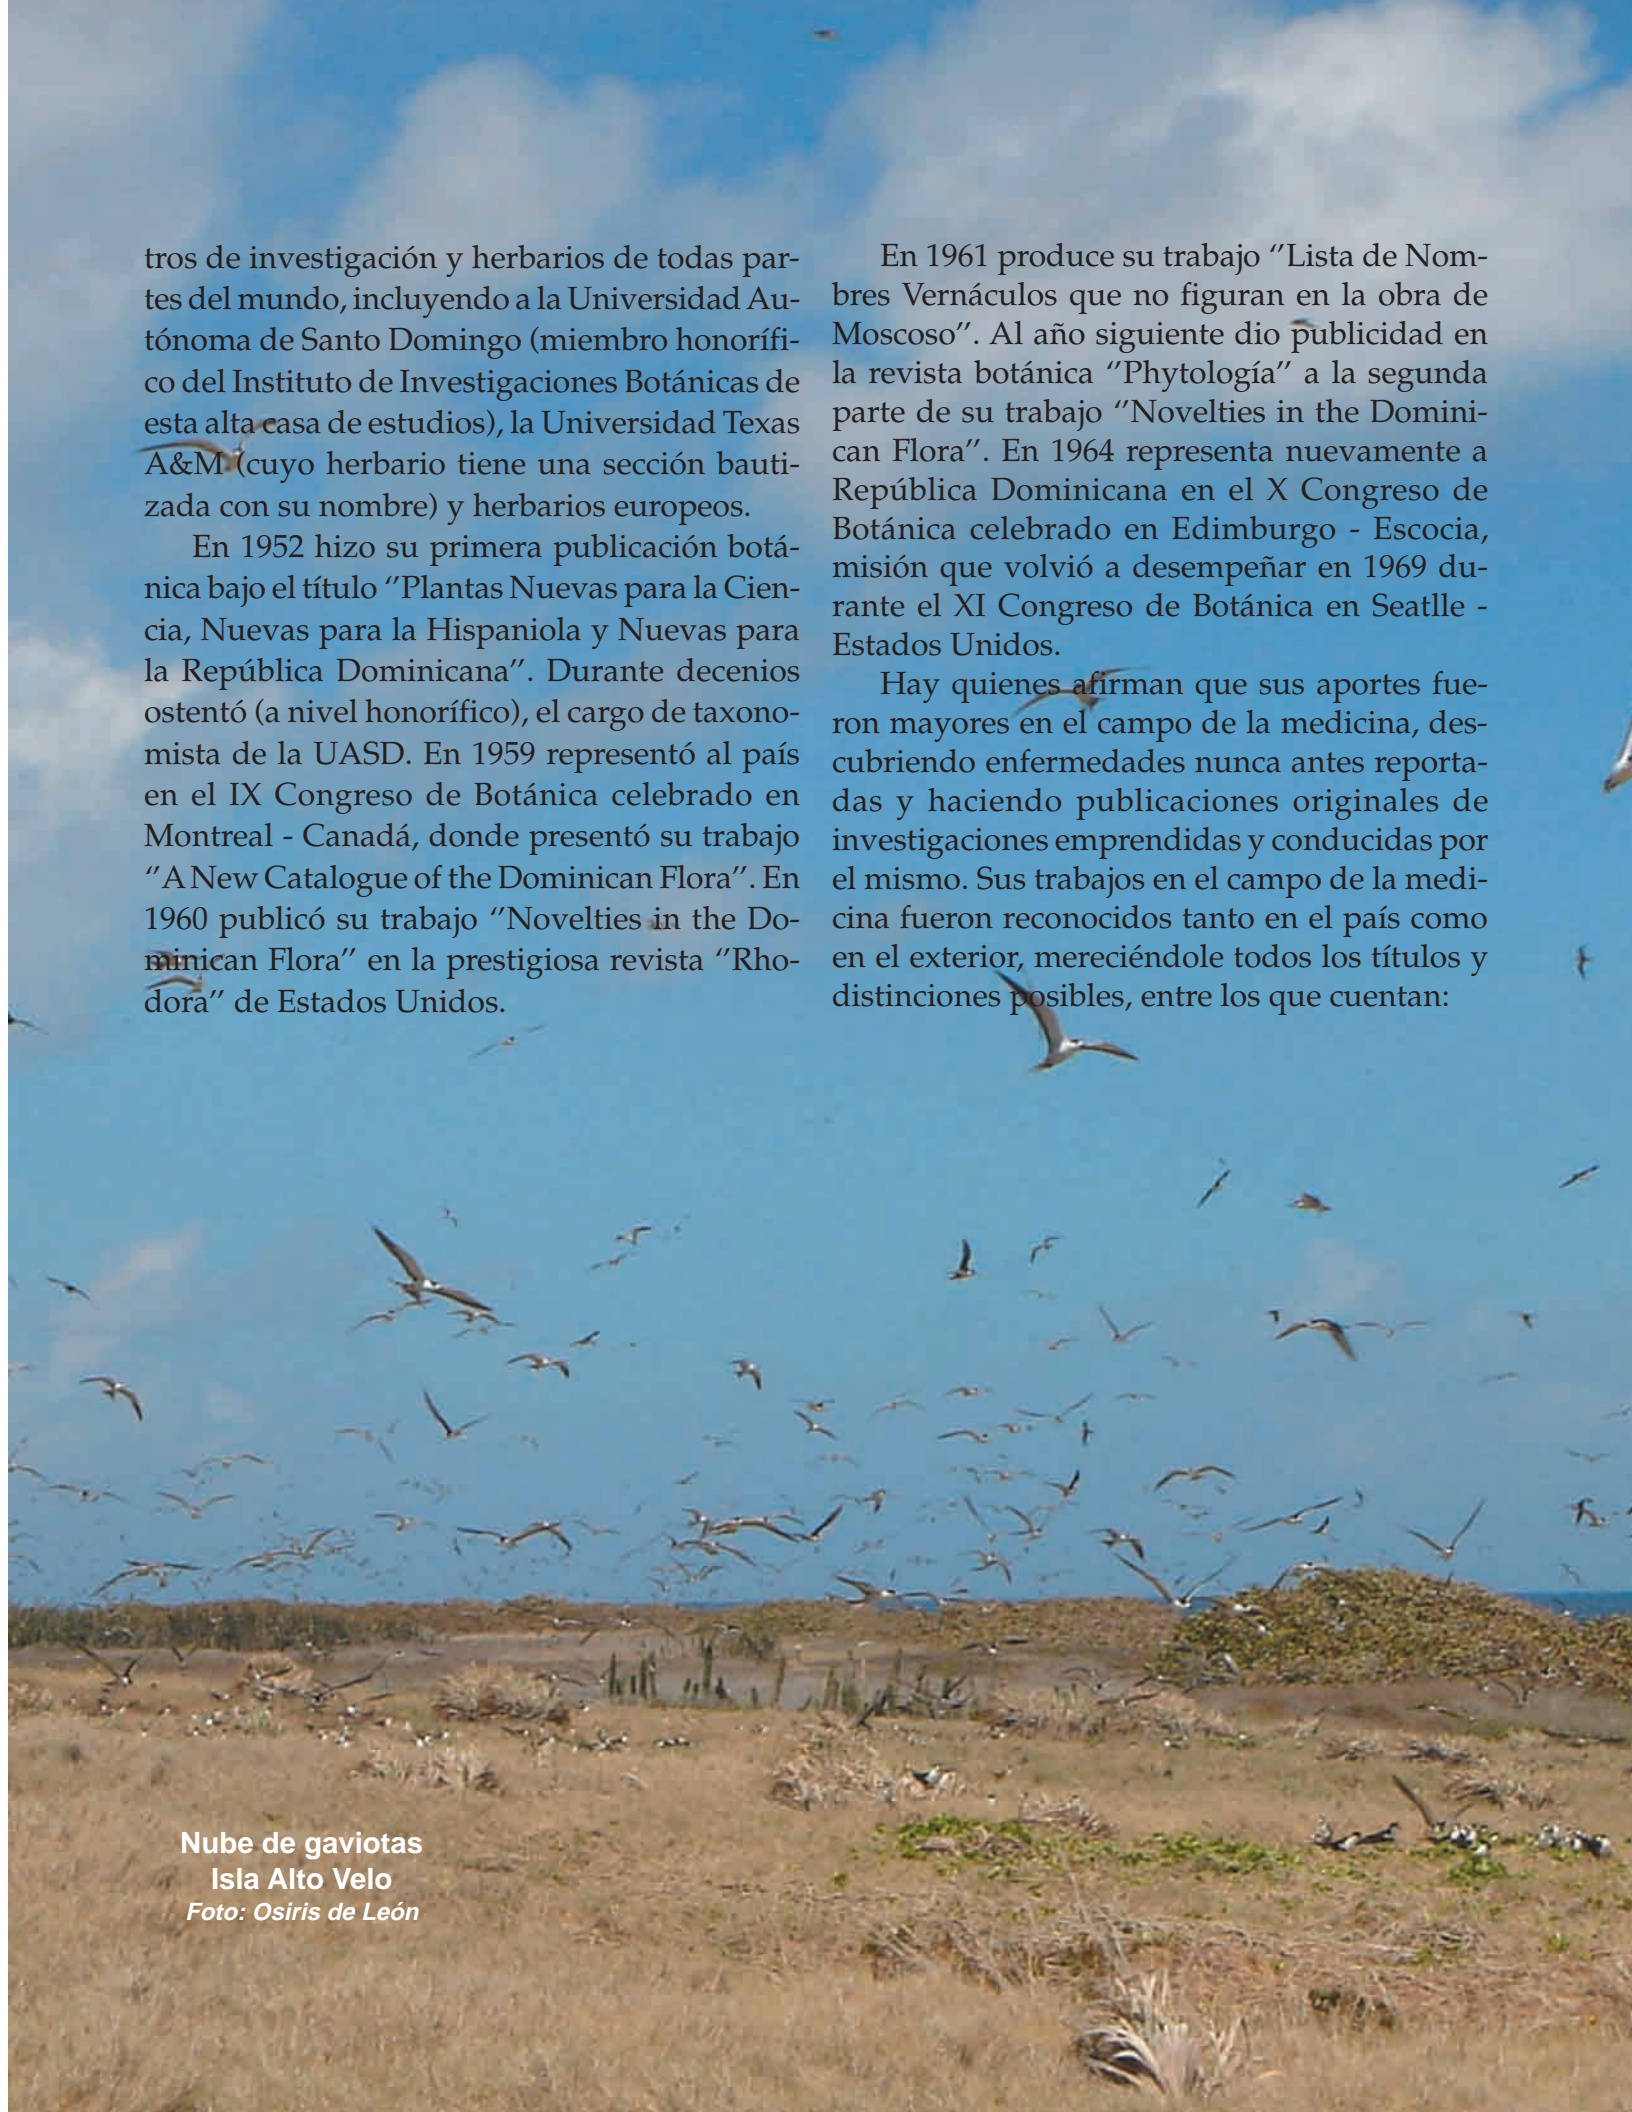 tros de investigación y herbarios de todas par-
tes del mundo, incluyendo a la Universidad Au-
tónoma de Santo Domingo (miembro honorífi-
co del Instituto de Investigaciones Botánicas de
esta alta casa de estudios), la Universidad Texas
A&M (cuyo herbario tiene una sección bauti-
zada con su nombre) y herbarios europeos.
En 1952 hizo su primera publicación botá-
nica bajo el título ‘’Plantas Nuevas para la Cien-
cia, Nuevas para la Hispaniola y Nuevas para
la República Dominicana’’. Durante decenios
ostentó (a nivel honorífico), el cargo de taxono-
mista de la UASD. En 1959 representó al país
en el IX Congreso de Botánica celebrado en
Montreal - Canadá, donde presentó su trabajo
‘’A New Catalogue of the Dominican Flora’’. En
1960 publicó su trabajo ‘’Novelties in the Do-
minican Flora’’ en la prestigiosa revista ‘’Rho-
dora’’ de Estados Unidos.
En 1961 produce su trabajo ‘’Lista de Nom-
bres Vernáculos que no figuran en la obra de
Moscoso’’. Al año siguiente dio publicidad en
la revista botánica ‘’Phytología’’ a la segunda
parte de su trabajo ‘’Novelties in the Domini-
can Flora’’. En 1964 representa nuevamente a
República Dominicana en el X Congreso de
Botánica celebrado en Edimburgo - Escocia,
misión que volvió a desempeñar en 1969 du-
rante el XI Congreso de Botánica en Seatlle -
Estados Unidos.
Hay quienes afirman que sus aportes fue-
ron mayores en el campo de la medicina, des-
cubriendo enfermedades nunca antes reporta-
das y haciendo publicaciones originales de
investigaciones emprendidas y conducidas por
el mismo. Sus trabajos en el campo de la medi-
cina fueron reconocidos tanto en el país como
en el exterior, mereciéndole todos los títulos y
distinciones posibles, entre los que cuentan:
Nube de gaviotas
Isla Alto Velo
Foto: Osiris de León